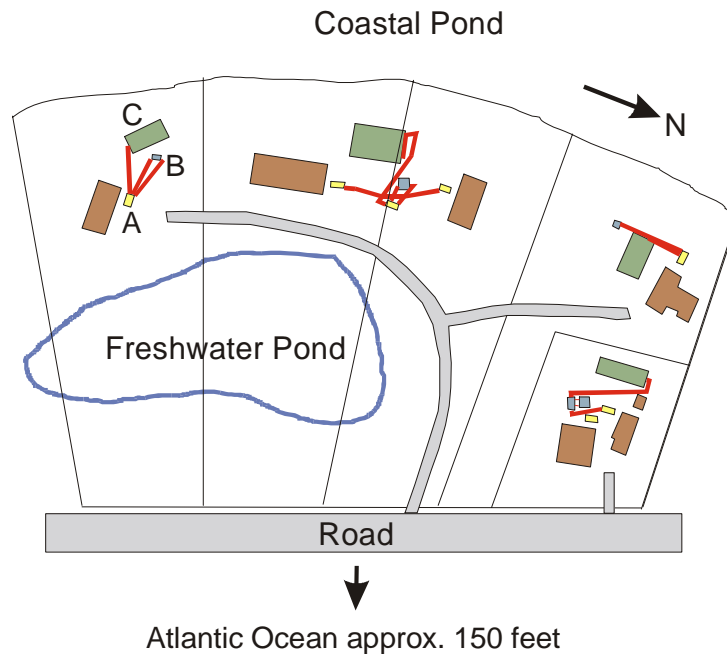 Coastal Pond
N
C
B
A
Freshwater Pond
Road
Atlantic Ocean approx. 150 feet